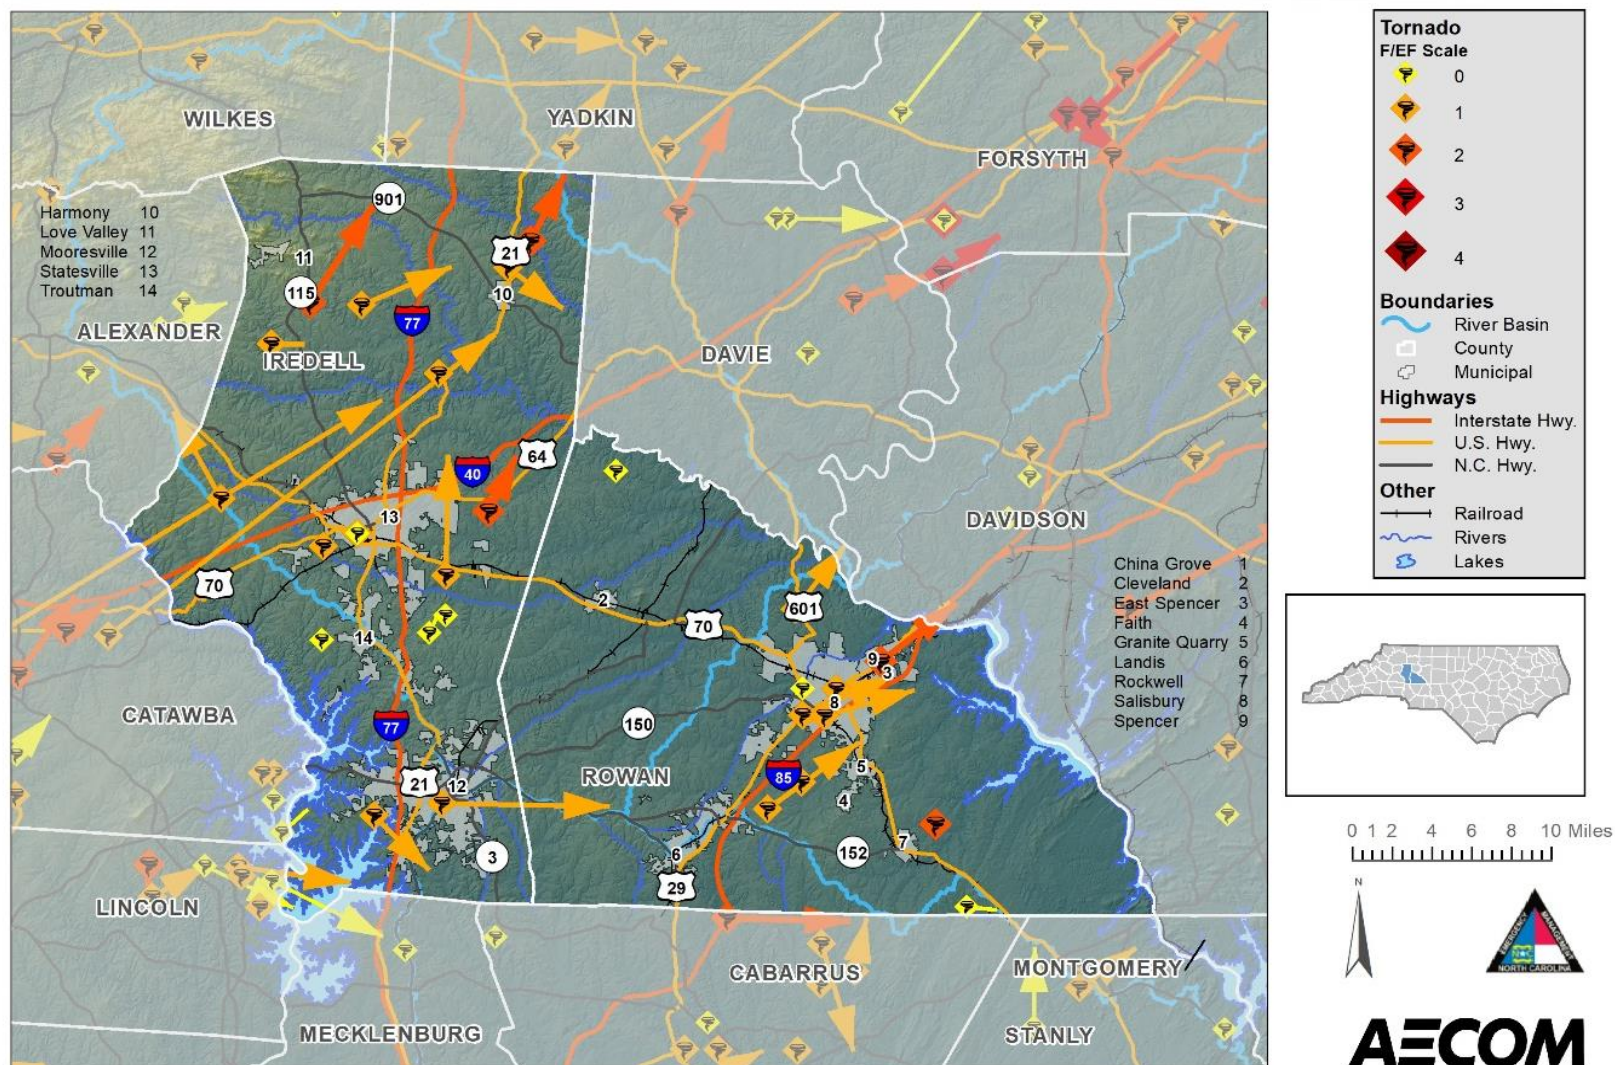 WILKES
YADKIN
FORSYTH
Harmony 10
Love Valley 11
Mooresville 12
Statesville 13
Troutman 14
901
21
11
115
10
77
ALEXANDER
IREDELL
DAVIE
64
40
13
DAVIDSON
70
2
70
601
14
China Grove 1
Cleveland 2
East Spencer 3
Faith 4
Granite Quarry 5
Landis 6
Rockwell 7
Salisbury 8
Spencer 9
9
3
8
CATAWBA
77
150
21
12
ROWAN
85
5
4
3
6
152
7
29
LINCOLN
CABARRUS
MONTGOMERY
MECKLENBURG
STANLY
Tornado
F/EF Scale
0
1
2
3
4
Boundaries
River Basin
County
Municipal
Highways
Interstate Hwy.
U.S. Hwy.
N.C. Hwy.
Other
Railroad
Rivers
Lakes
0 1 2 4 6 8 10 Miles
N
EMERGENCY
MANAGEMENT
NORTH CAROLINA
AECOM